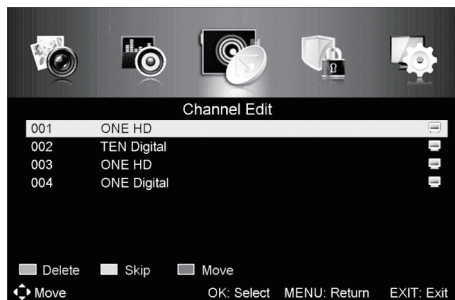 Channel Edit
001 ONE HD
002 TEN Digital
003 ONE HD
004 ONE Digital
Delete Skip Move
Move OK: Select MENU: Return EXIT: Exit